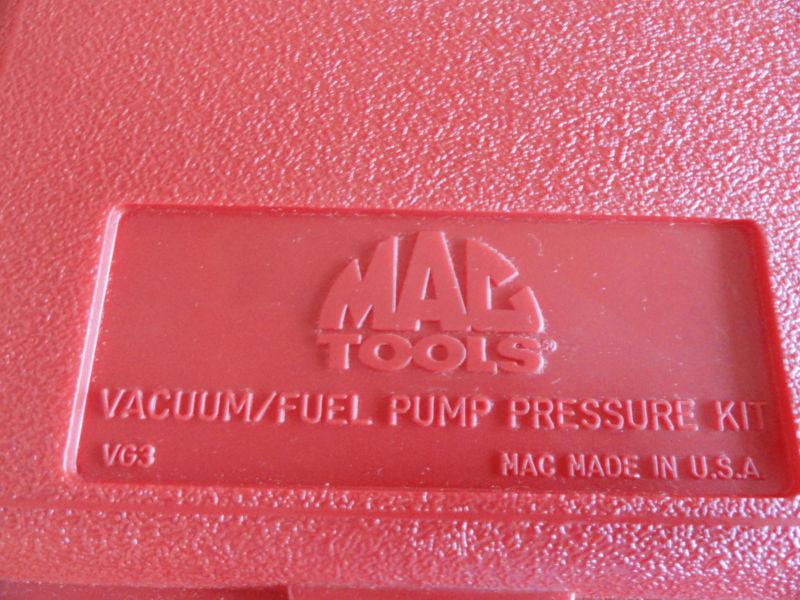 MAC
TOOLS®
VACUUM/FUEL PUMP PRESSURE KIT
VG3 MAC MADE IN U.S.A.